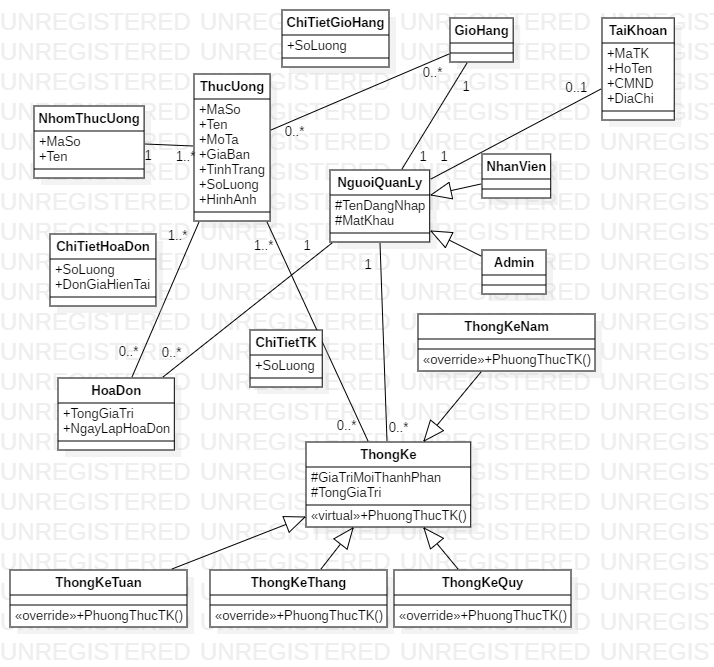 ChiTietGioHang
+SoLuong
GioHang
TaiKhoan
+MaTK
+HoTen
+CMND
+DiaChi
0..*
0..*
1
1
0..1
1
ThucUong
+MaSo
+Ten
+MoTa
+GiaBan
+TinhTrang
+SoLuong
+HinhAnh
NhomThucUong
+MaSo
+Ten
1
1..*
NguoiQuanLy
#TenDangNhap
#MatKhau
NhanVien
Admin
ChiTietHoaDon
+SoLuong
+DonGiaHienTai
1..*
0..*
1..*
0..*
1
0..*
1
0..*
HoaDon
+TongGiaTri
+NgayLapHoaDon
ChiTietTK
+SoLuong
ThongKeNam
«override»+PhuongThucTK()
ThongKe
#GiaTriMoiThanhPhan
#TongGiaTri
«virtual»+PhuongThucTK()
ThongKeTuan
«override»+PhuongThucTK()
ThongKeThang
«override»+PhuongThucTK()
ThongKeQuy
«override»+PhuongThucTK()
UNREGISTERED